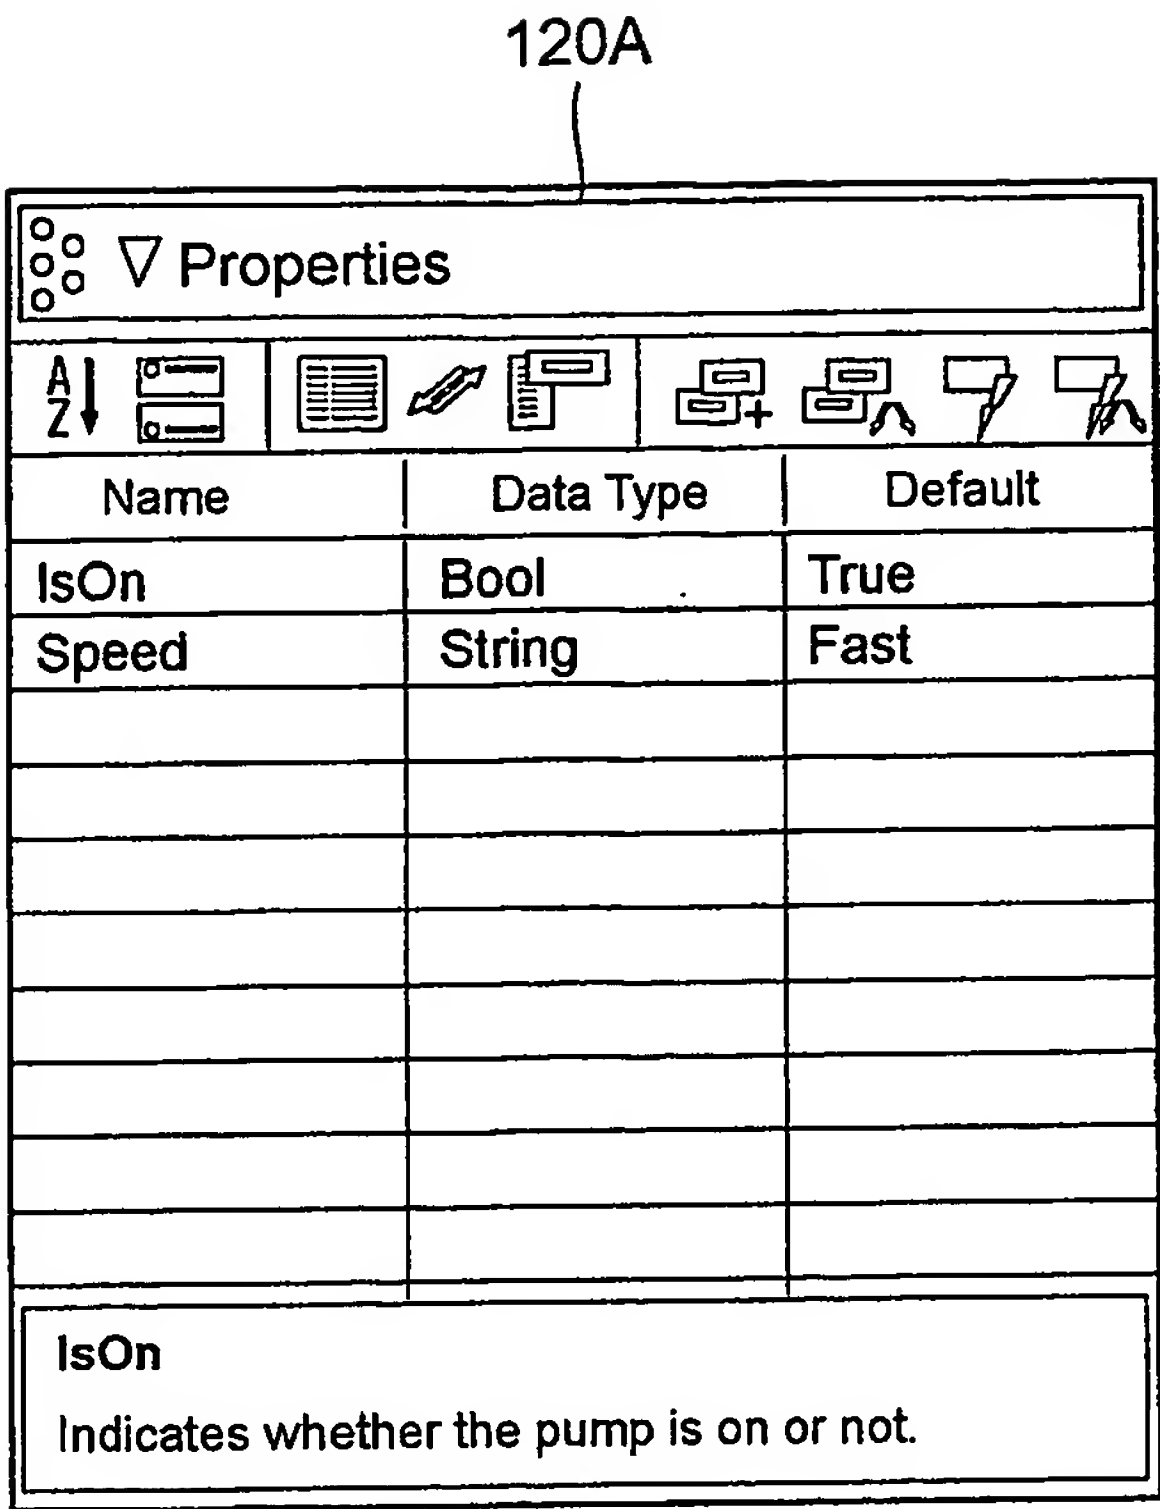 120A
▽ Properties
A
Z
Name Data Type Default
IsOn Bool True
Speed String Fast
IsOn
Indicates whether the pump is on or not.